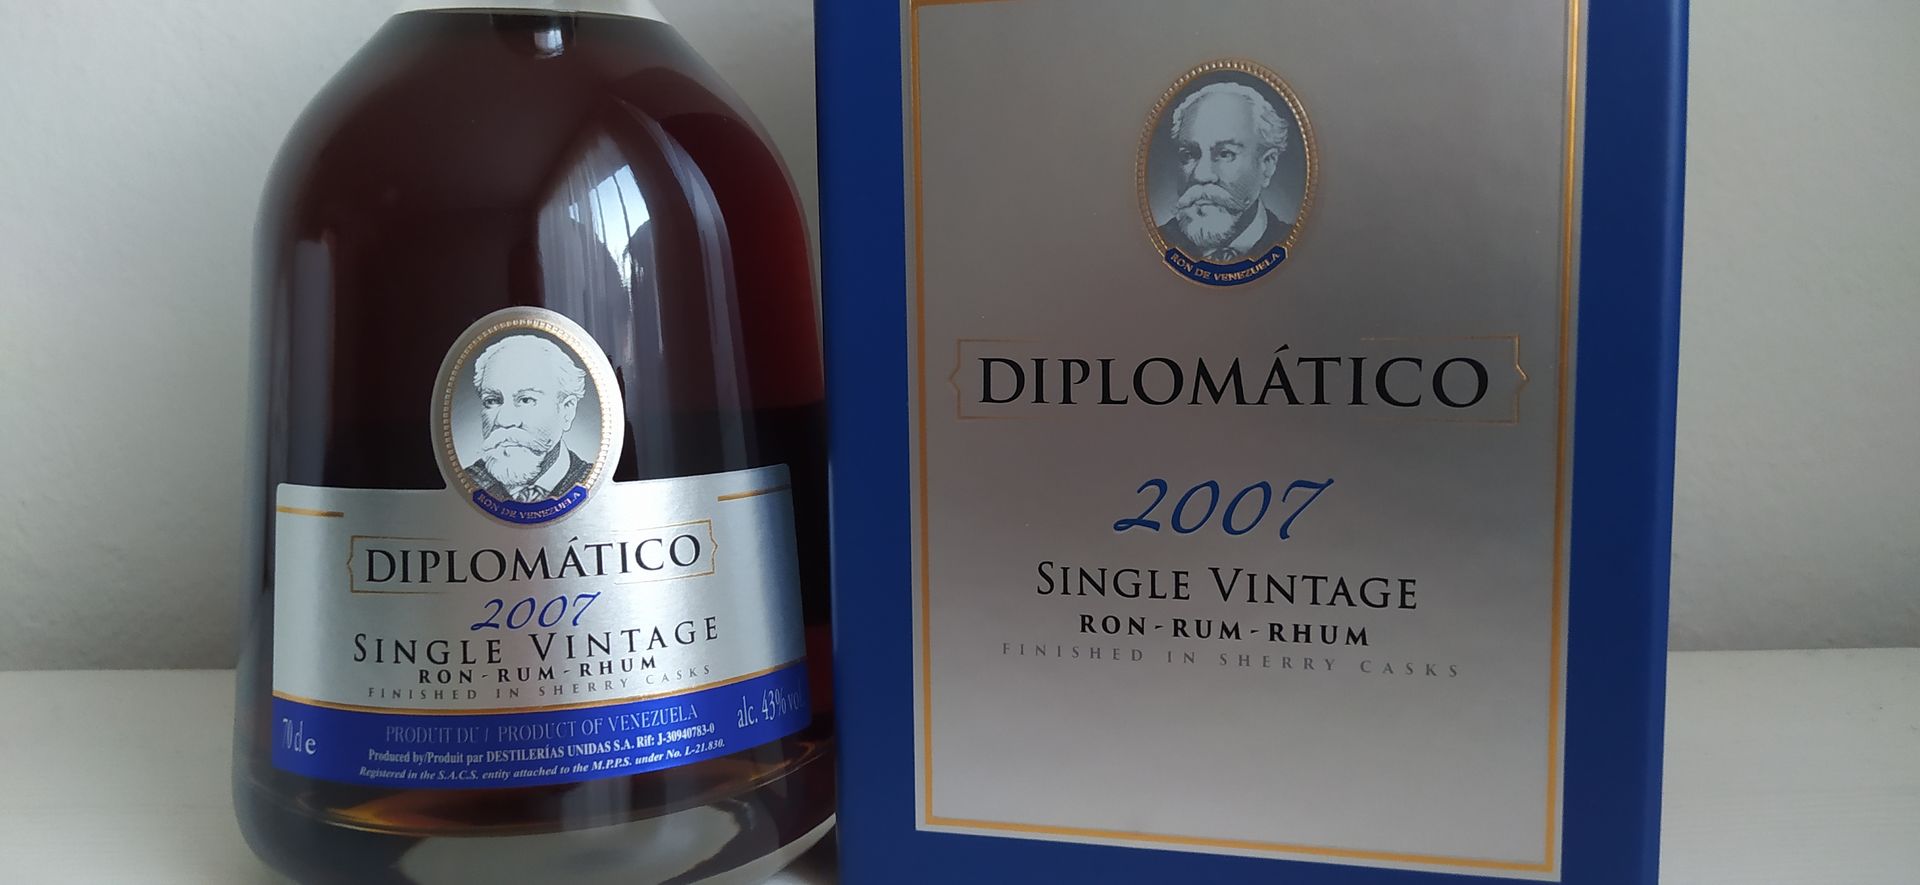 RON DE VENEZUELA
DIPLOMÁTICO
2007
SINGLE VINTAGE
RON-RUM-RHUM
FINISHED IN SHERRY CASKS
70cl e
PRODUIT DU / PRODUCT OF VENEZUELA
alc. 43% vol.
Produced by/Produit par DESTILERÍAS UNIDAS S.A. Rif: J-30940783-0
Registered in the S.A.C.S. entity attached to the M.P.P.S. under No. L-21.830.
RON DE VENEZUELA
DIPLOMÁTICO
2007
SINGLE VINTAGE
RON-RUM-RHUM
FINISHED IN SHERRY CASKS